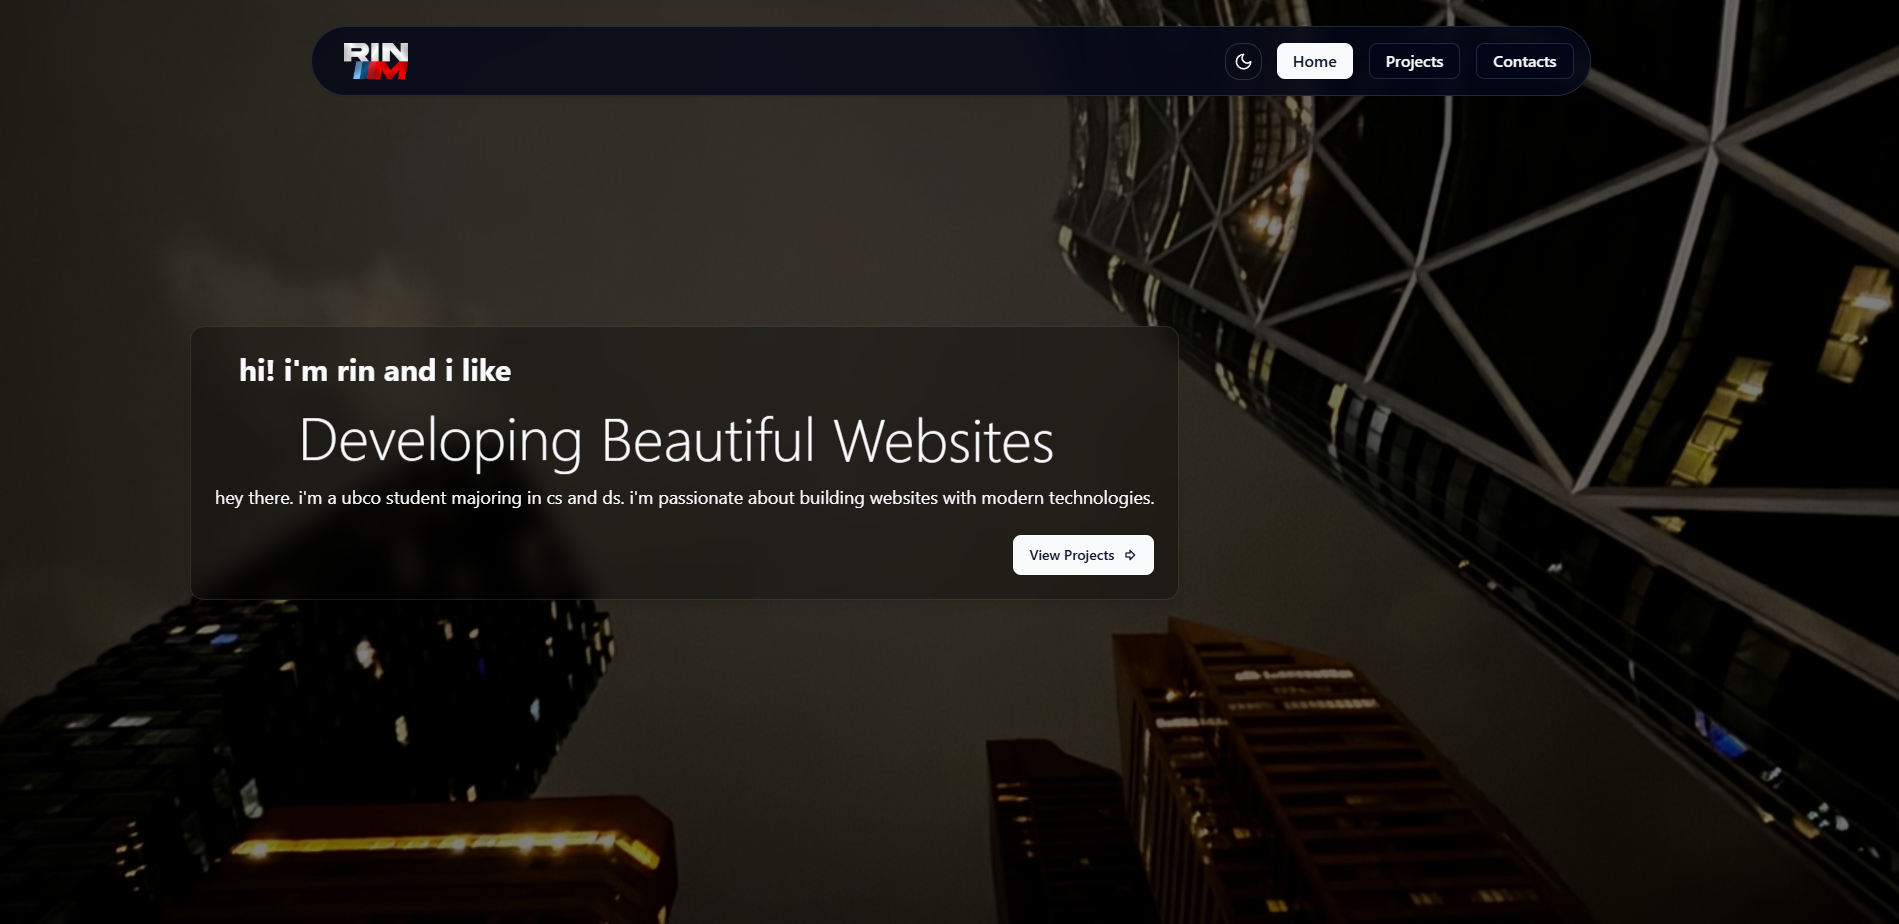 RIN
M
Home
Projects
Contacts
hi! i'm rin and i like
Developing Beautiful Websites
hey there. i'm a ubco student majoring in cs and ds. i'm passionate about building websites with modern technologies.
View Projects